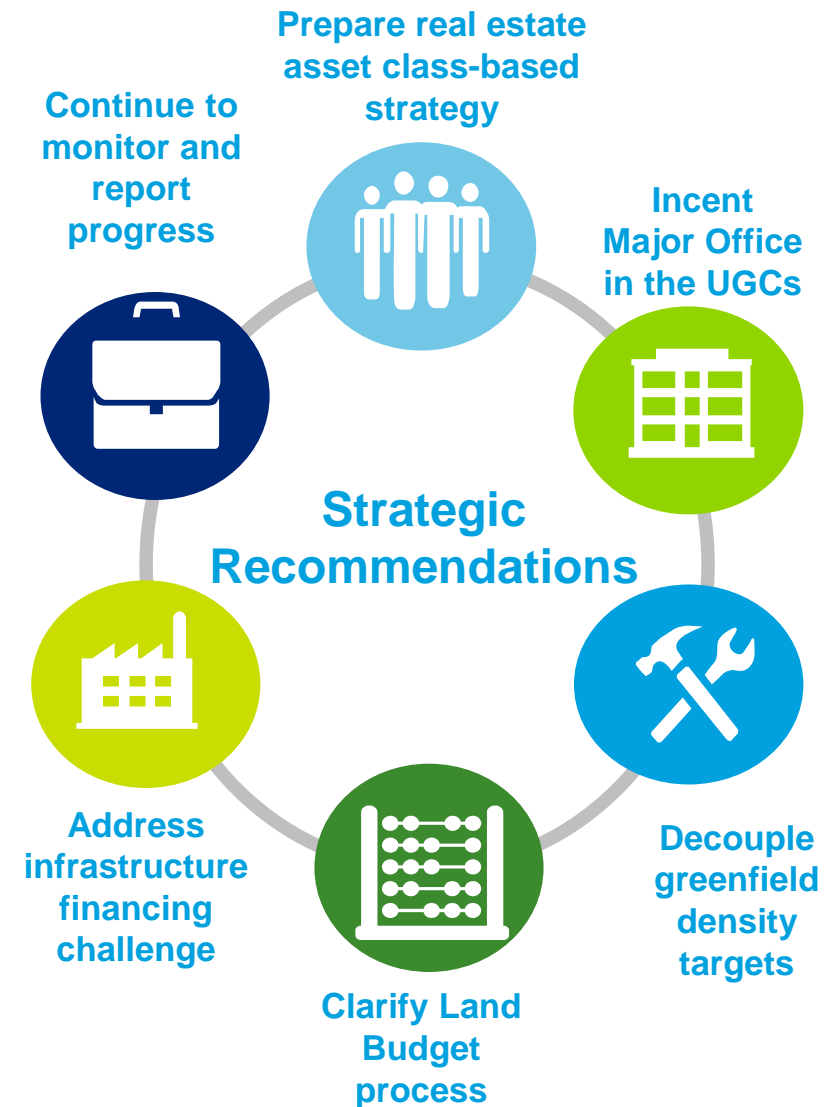 Prepare real estate
asset class-based
strategy
Incent
Major Office
in the UGCs
Decouple
greenfield
density
targets
Clarify Land
Budget
process
Address
infrastructure
financing
challenge
Continue to
monitor and
report
progress
Strategic
Recommendations